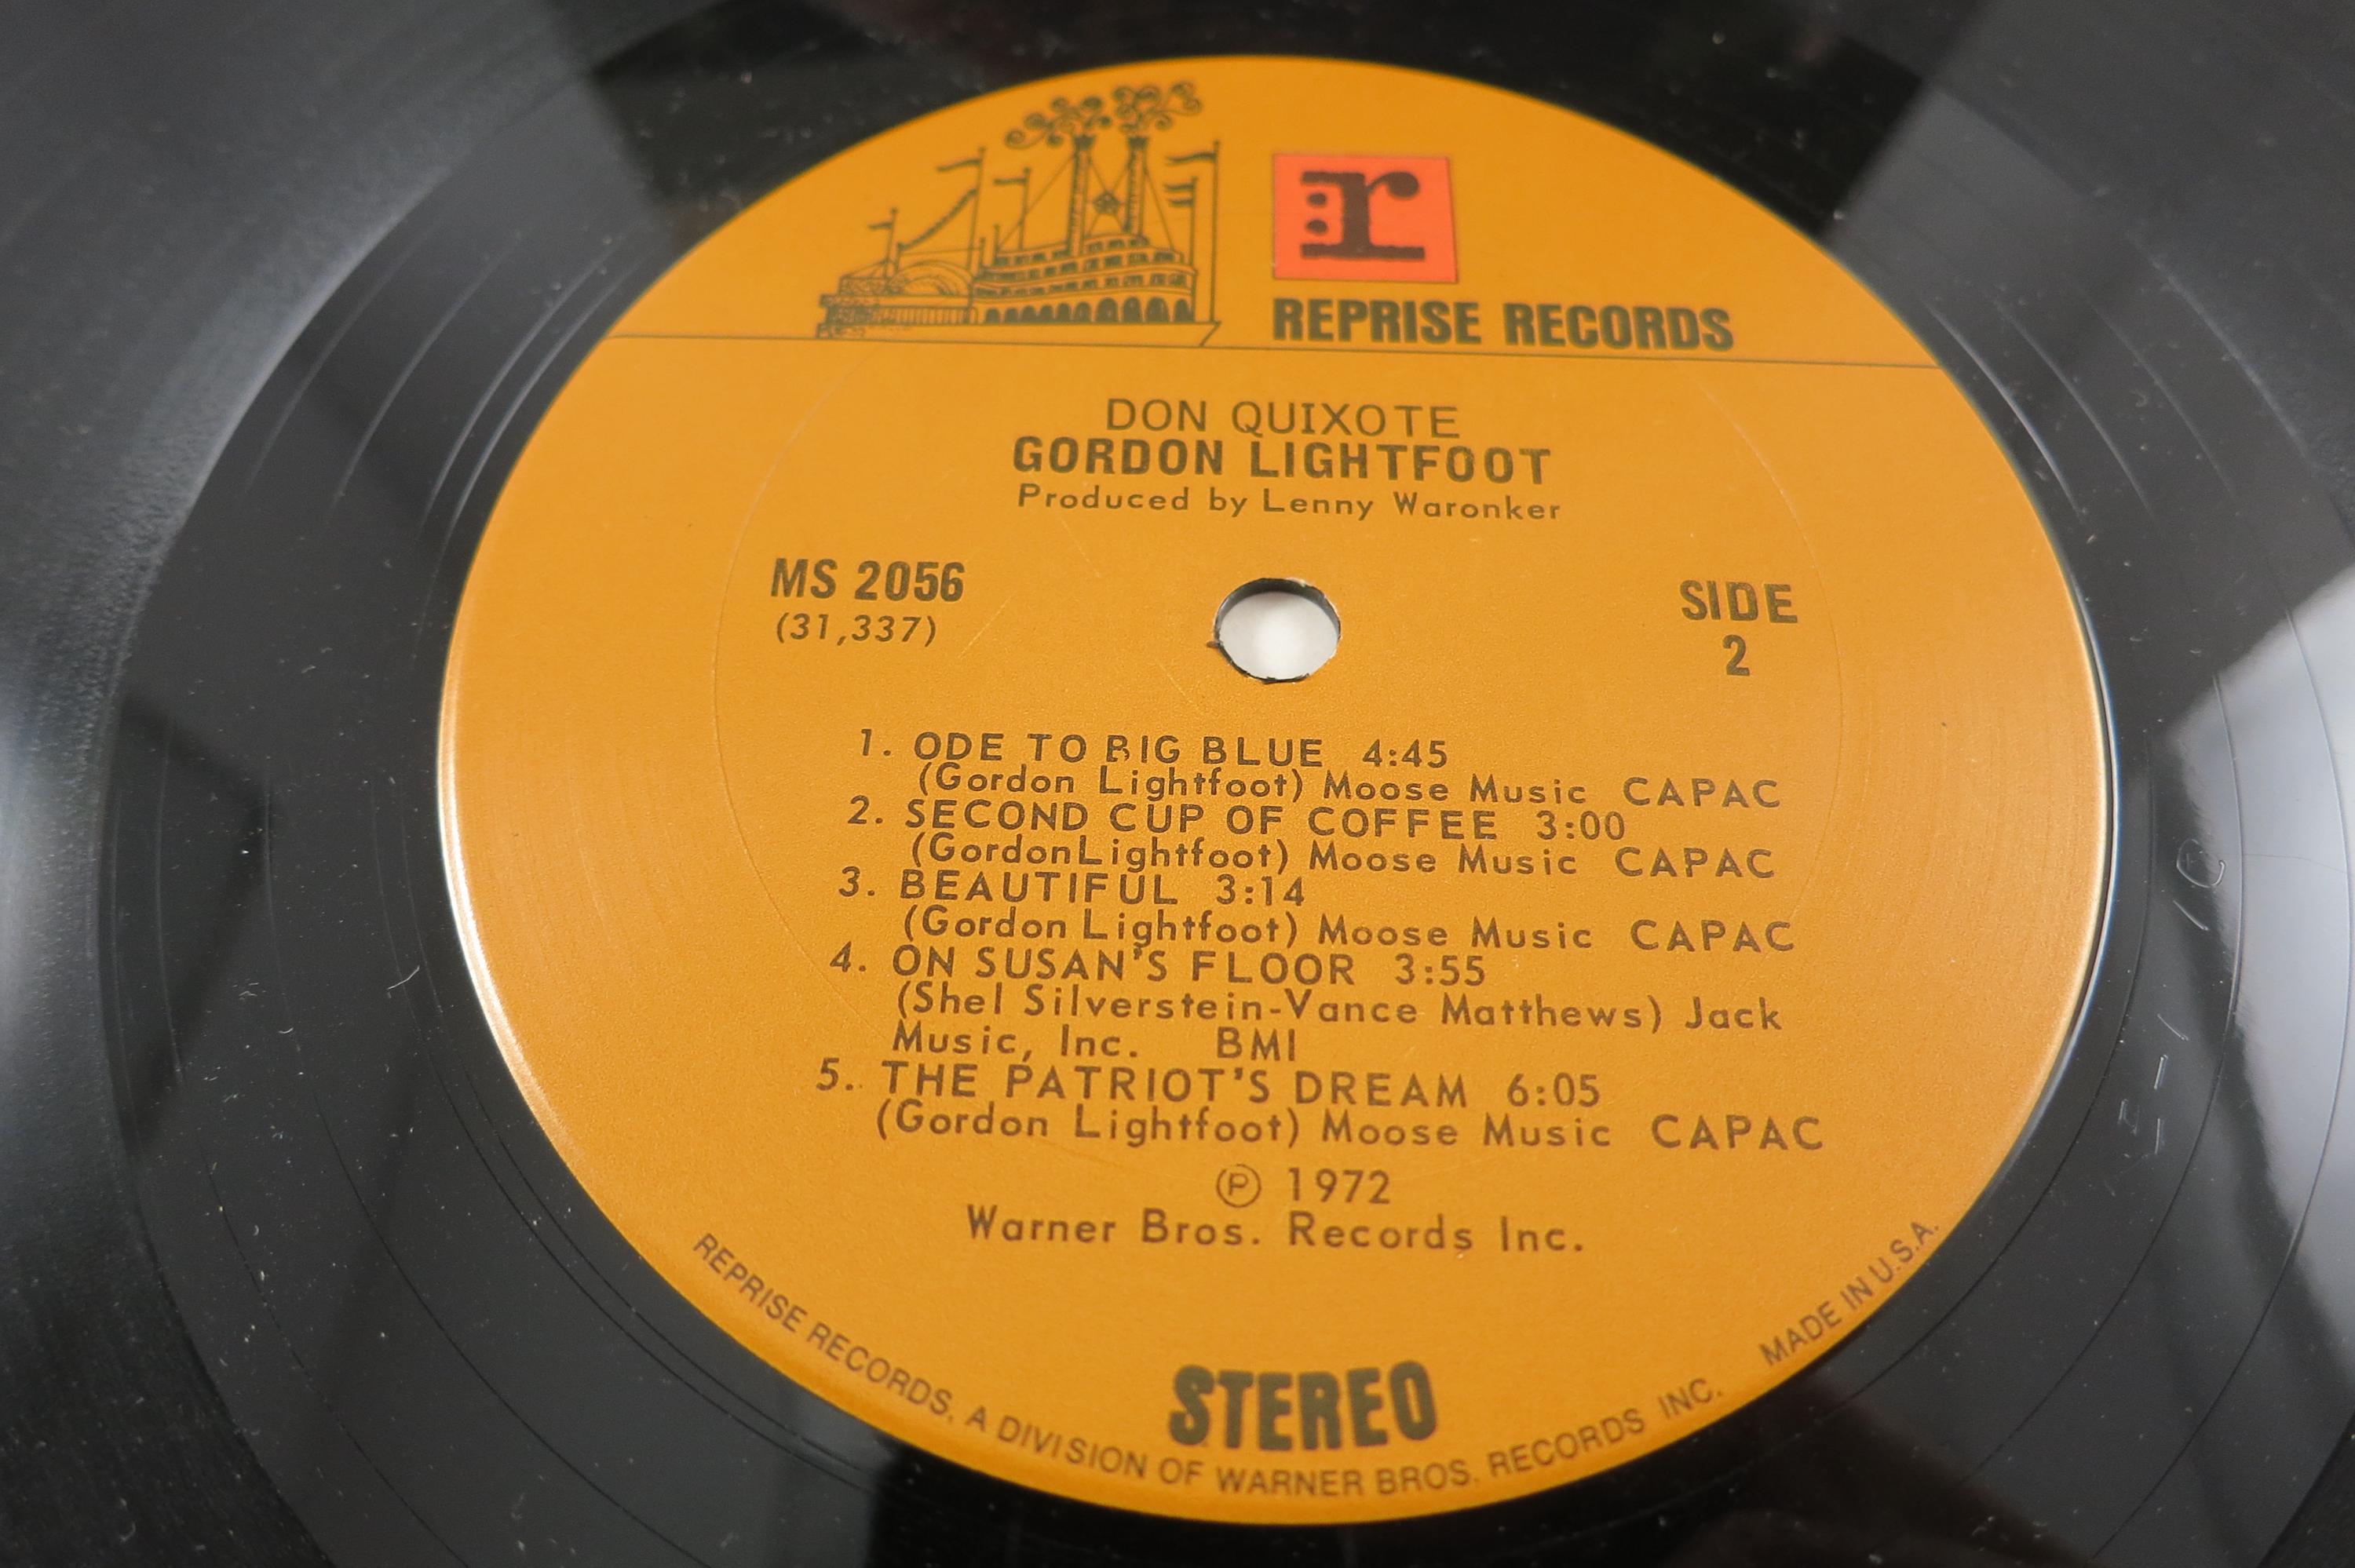 r
REPRISE RECORDS
DON QUIXOTE
GORDON LIGHTFOOT
Produced by Lenny Waronker
MS 2056
(31,337)
SIDE
2
1. ODE TO BIG BLUE 4:45
(Gordon Lightfoot) Moose Music CAPAC
2. SECOND CUP OF COFFEE 3:00
(GordonLightfoot) Moose Music CAPAC
3. BEAUTIFUL 3:14
(Gordon Lightfoot) Moose Music CAPAC
4. ON SUSAN'S FLOOR 3:55
(Shel Silverstein-Vance Matthews) Jack
Music, Inc. BMI
5. THE PATRIOT'S DREAM 6:05
(Gordon Lightfoot) Moose Music CAPAC
Ⓟ 1972
Warner Bros. Records Inc.
STEREO
REPRISE RECORDS, A DIVISION OF WARNER BROS. RECORDS INC. MADE IN U.S.A.